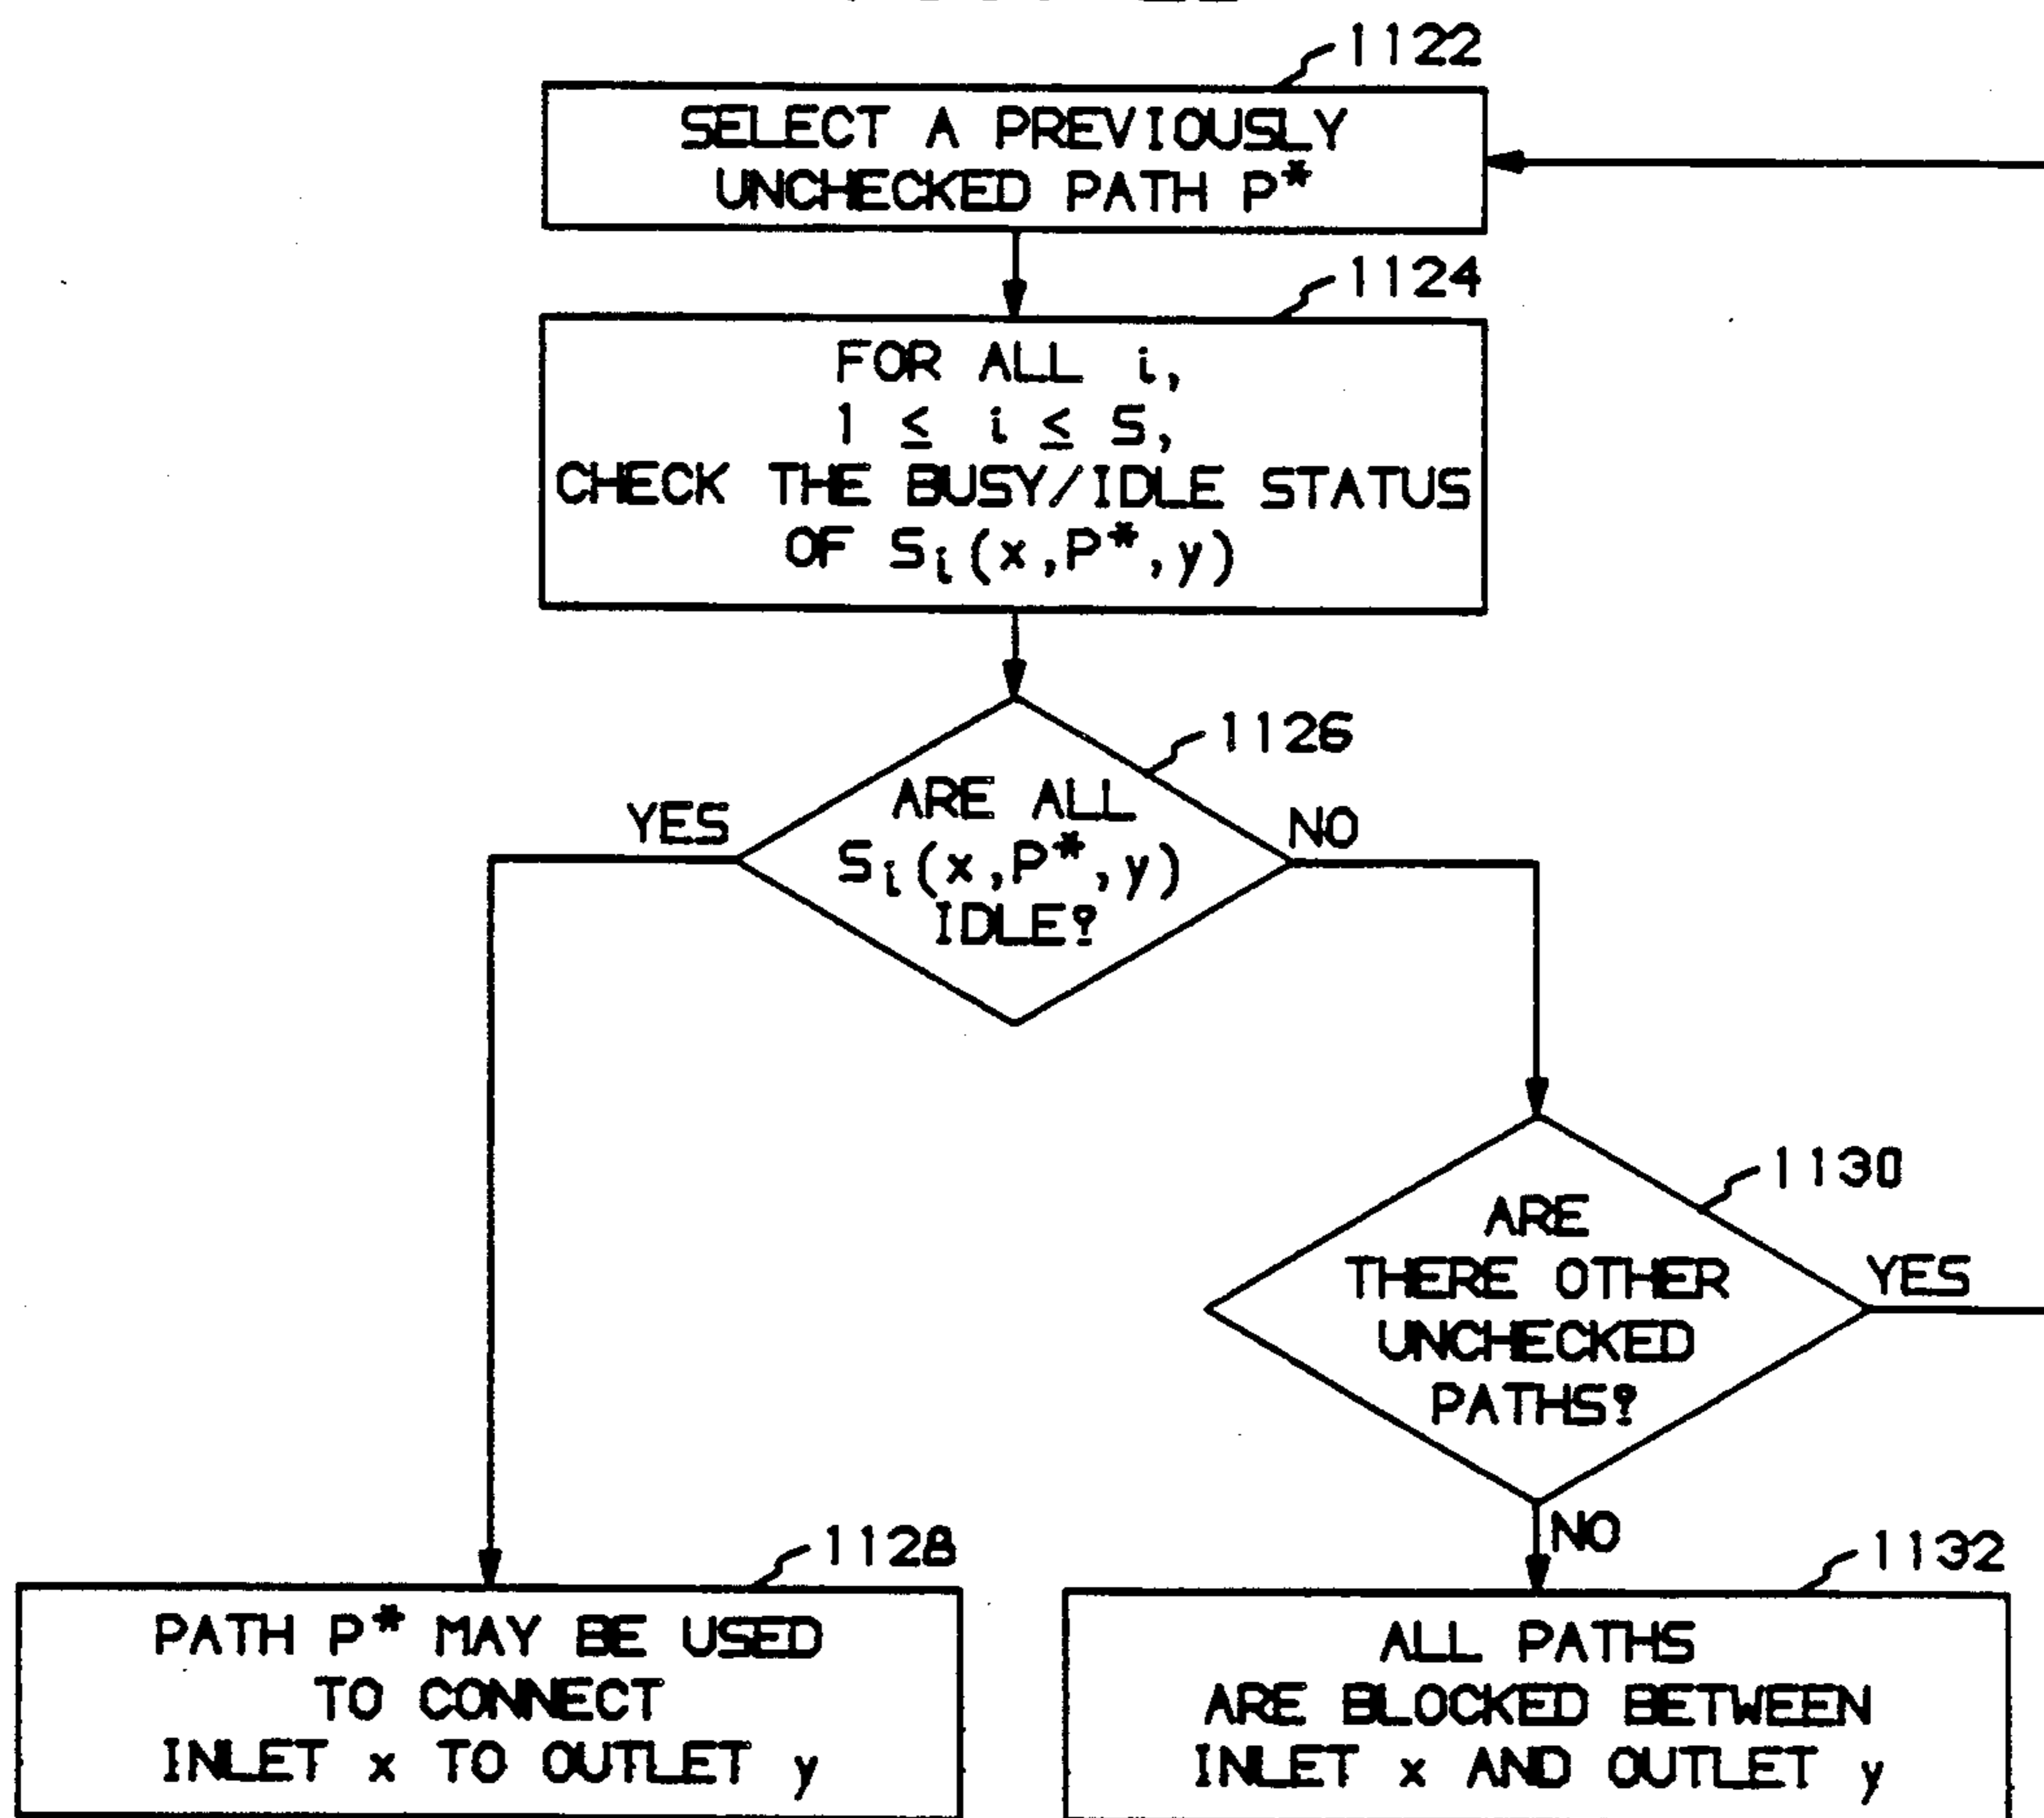 1122
SELECT A PREVIOUSLY
UNCHECKED PATH P*
1124
FOR ALL i,
1 ≤ i ≤ S,
CHECK THE BUSY/IDLE STATUS
OF Si(x,P*,y)
1126
ARE ALL
Si(x,P*,y)
IDLE?
YES
NO
1130
ARE
THERE OTHER
UNCHECKED
PATHS?
YES
NO
1128
PATH P* MAY BE USED
TO CONNECT
INLET x TO OUTLET y
1132
ALL PATHS
ARE BLOCKED BETWEEN
INLET x AND OUTLET y